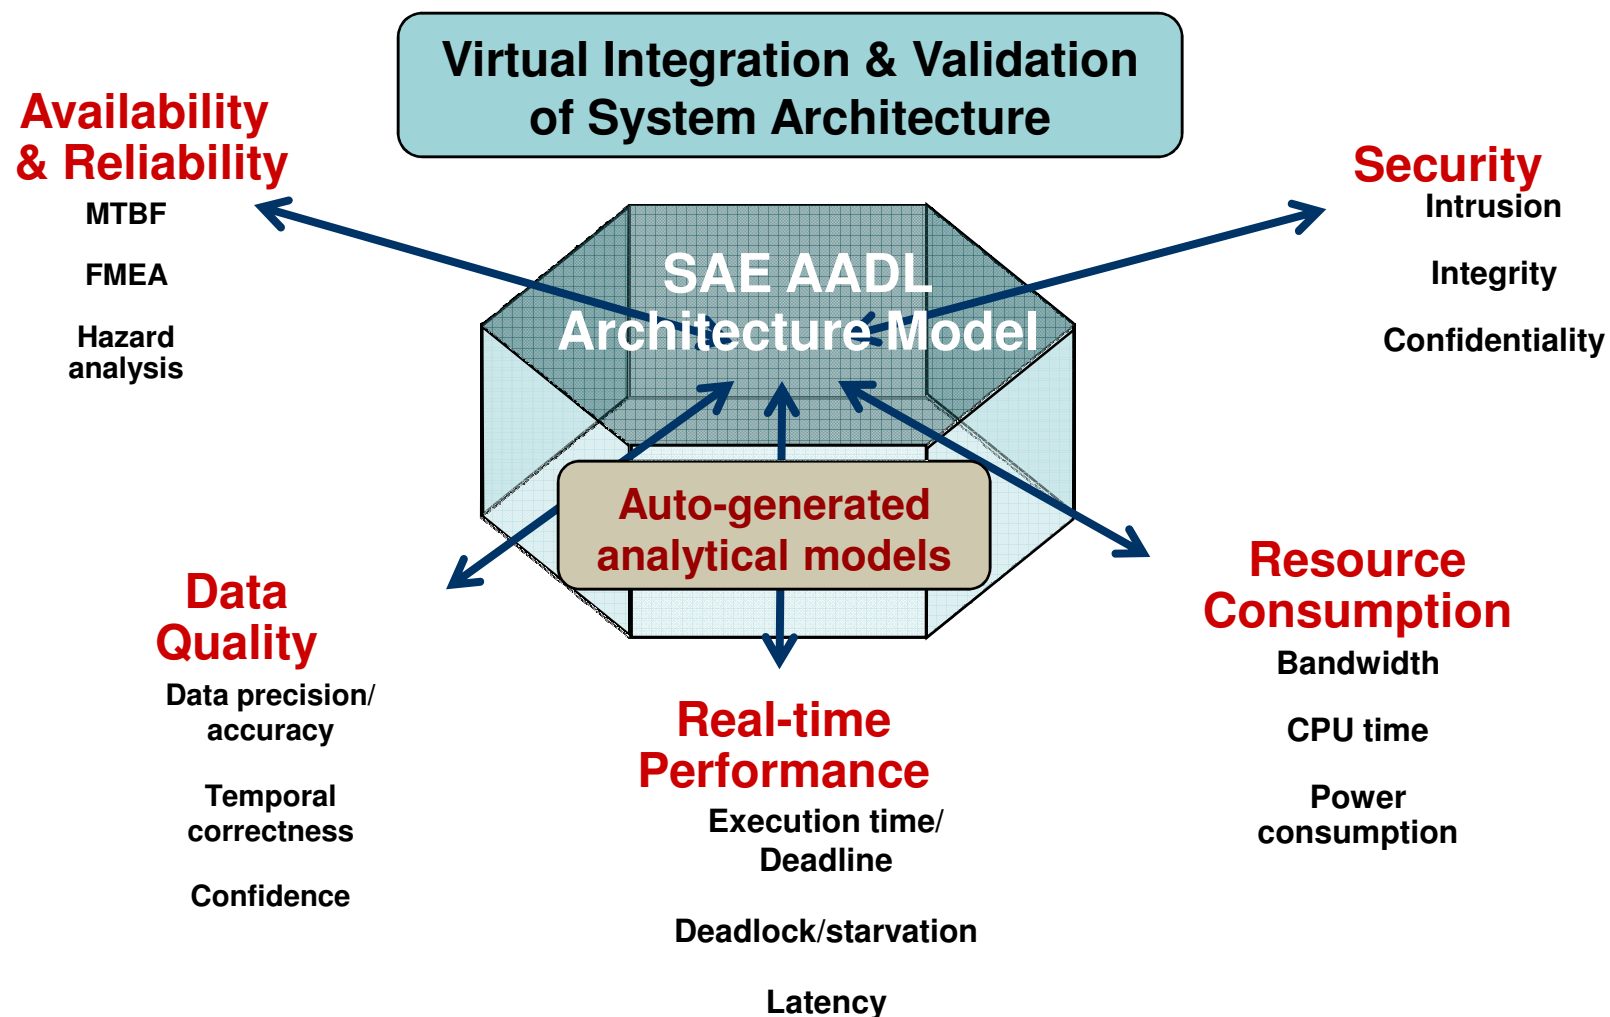 Virtual Integration & Validation
of System Architecture
Availability
& Reliability
MTBF
FMEA
Hazard
analysis
Security
Intrusion
Integrity
Confidentiality
SAE AADL
Architecture Model
Auto-generated
analytical models
Data
Quality
Data precision/
accuracy
Temporal
correctness
Confidence
Real-time
Performance
Execution time/
Deadline
Deadlock/starvation
Latency
Resource
Consumption
Bandwidth
CPU time
Power
consumption